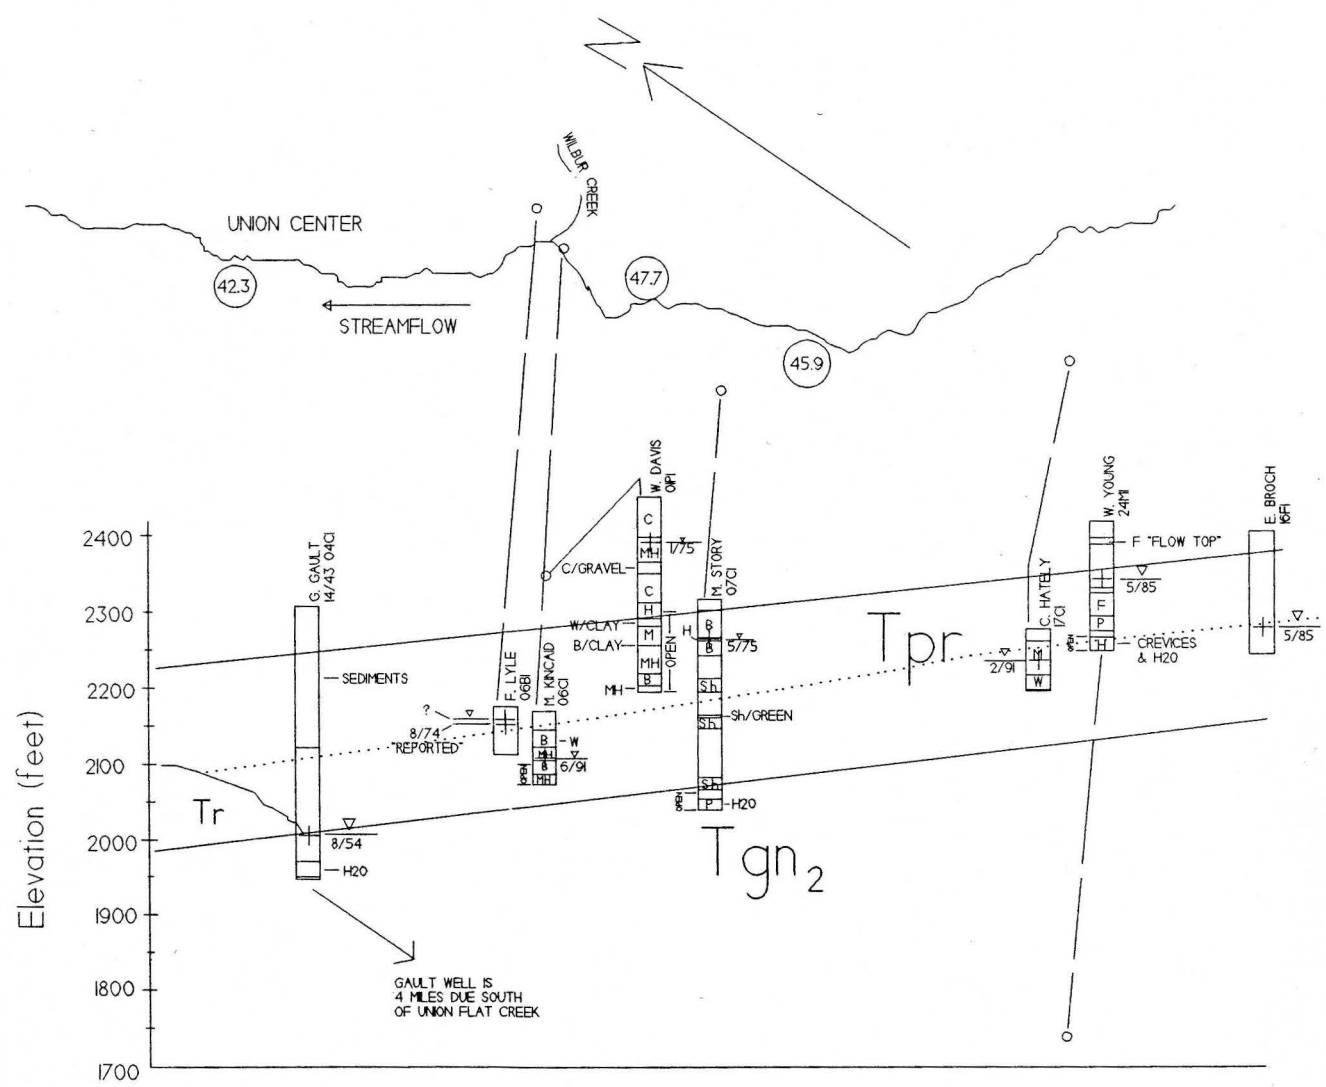 N
WILBUR
CREEK
UNION CENTER
42.3
47.7
STREAMFLOW
45.9
Elevation (feet)
2400
2300
2200
2100
2000
1900
1800
1700
G. GAULT
14/43 04C1
SEDIMENTS
8/54
H20
GAULT WELL IS
4 MILES DUE SOUTH
OF UNION FLAT CREEK
Tr
F. LYLE
06B1
?
8/74
"REPORTED"
M. KINCAID
06C1
B
W
MH
B
6/91
MH
OPEN
W. DAVIS
01P1
C
1/75
MH
C/GRAVEL
C
H
W/CLAY
M
B/CLAY
MH
B
MH
OPEN
M. STORY
07C1
B
H
B
5/75
Sh
Sh/GREEN
Sh
Sh
P
H20
OPEN
Tgn2
Tpr
C. HATELY
17C1
M
2/91
W
W. YOUNG
24M1
F "FLOW TOP"
5/85
F
P
H
CREVICES
& H20
E. BROCH
16F1
5/85